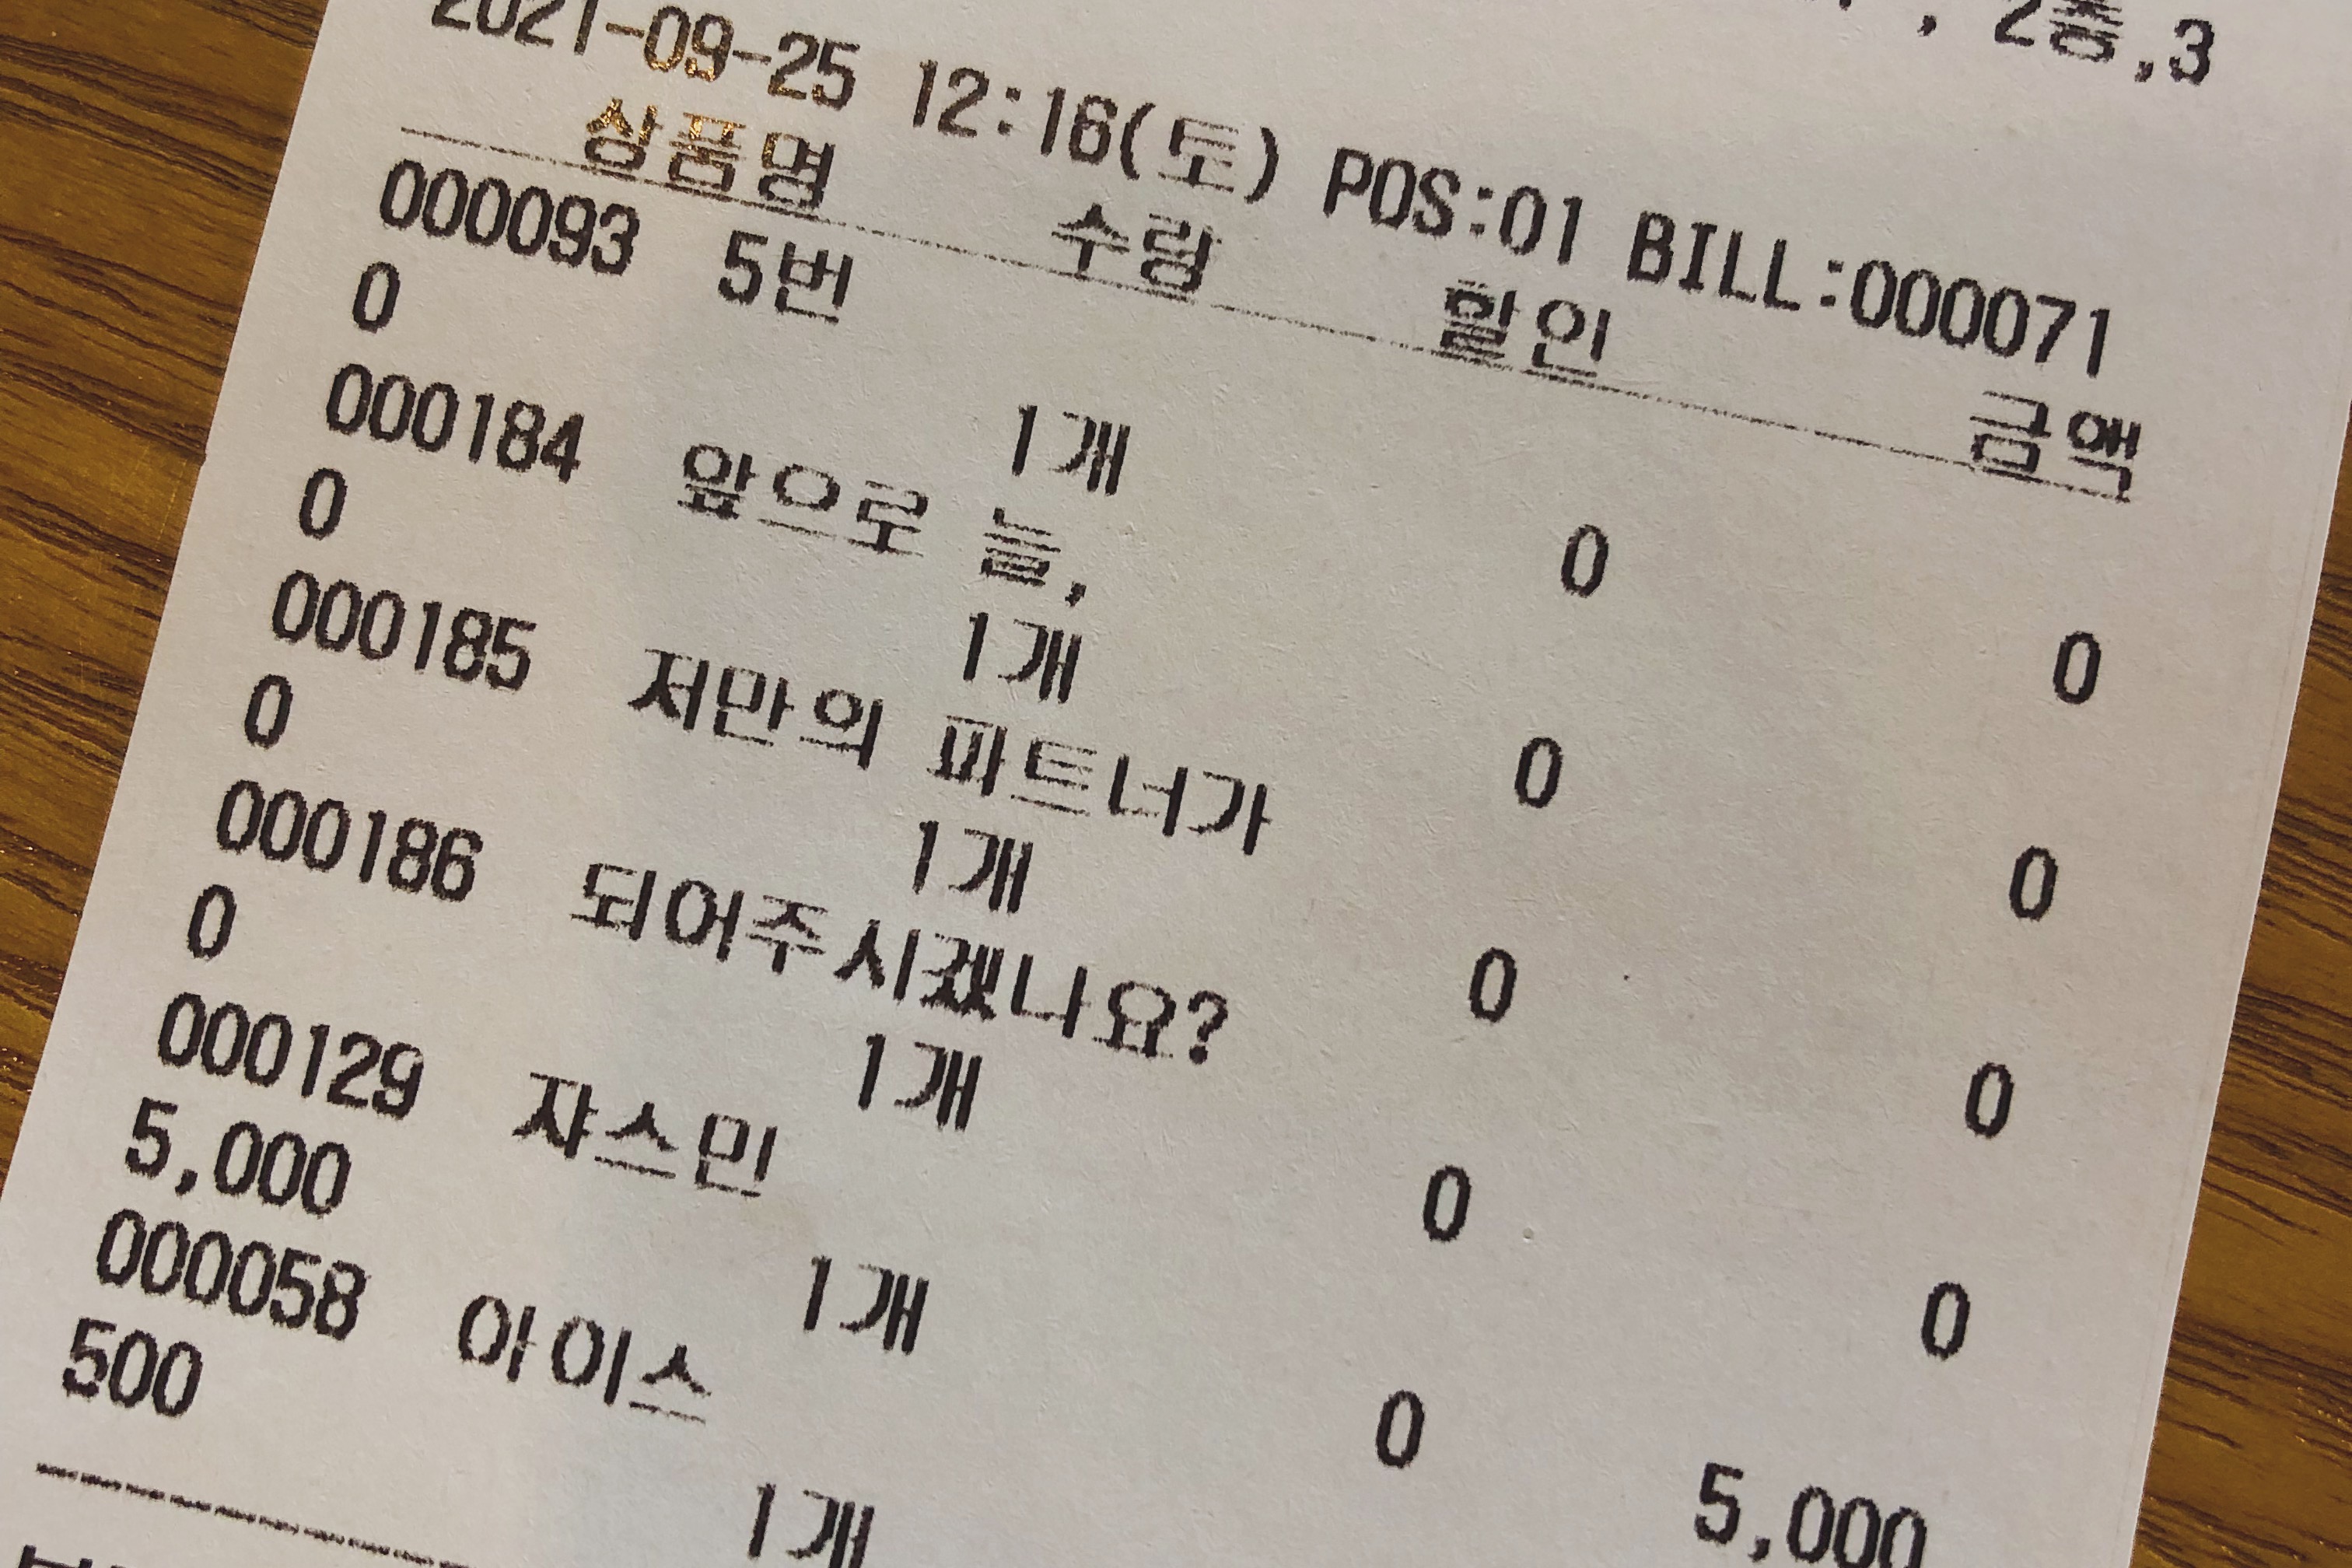 , 2층,3
2021-09-25 12:16(토) POS:01 BILL:000071
상품명 수량 할인 금액
000093 5번
0 1개 0 0
000184 앞으로 늘,
0 1개 0 0
000185 저만의 파트너가
0 1개 0 0
000186 되어주시겠나요?
0 1개 0 0
000129 쟈스민
5,000 1개 0 5,000
000058 아이스
500 1개